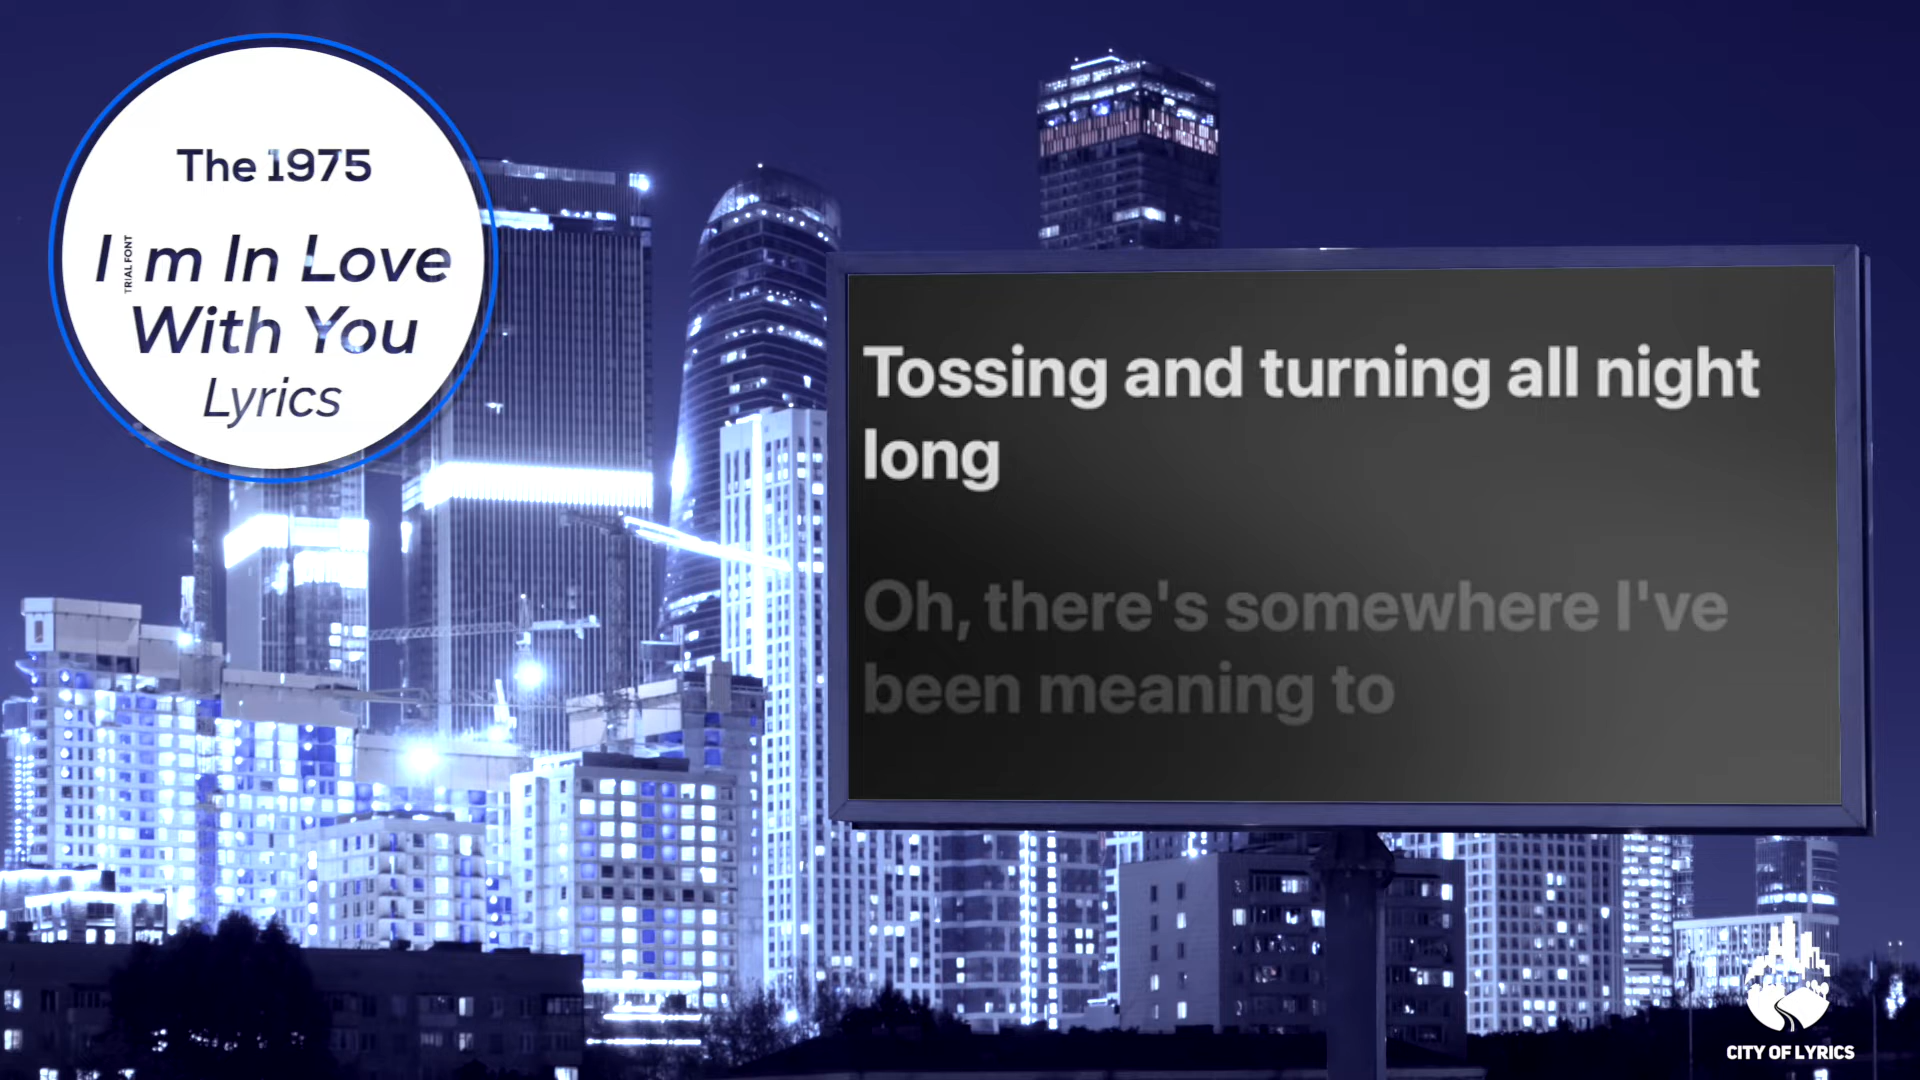 The 1975
I'm In Love
TRIAL FONT
With You
Lyrics
Tossing and turning all night
long
Oh, there's somewhere I've
been meaning to
CITY OF LYRICS